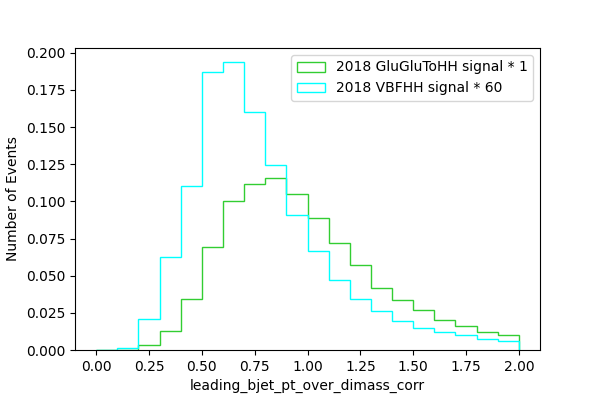 2018 GluGluToHH signal * 1
2018 VBFHH signal * 60
Number of Events
0.200
0.175
0.150
0.125
0.100
0.075
0.050
0.025
0.000
0.00 0.25 0.50 0.75 1.00 1.25 1.50 1.75 2.00
leading_bjet_pt_over_dimass_corr